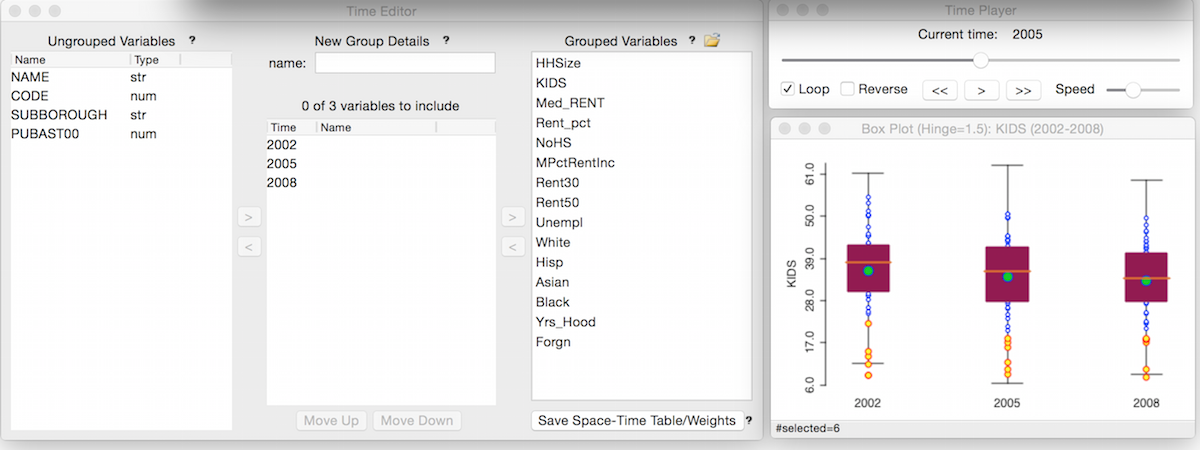 Time Editor
Ungrouped Variables ?
Name Type
NAME str
CODE num
SUBBOROUGH str
PUBAST00 num
>
<
New Group Details ?
name:
0 of 3 variables to include
Time Name
2002
2005
2008
Move Up Move Down
>
<
Grouped Variables ?
HHSize
KIDS
Med_RENT
Rent_pct
NoHS
MPctRentInc
Rent30
Rent50
Unempl
White
Hisp
Asian
Black
Yrs_Hood
Forgn
Save Space-Time Table/Weights ?
Time Player
Current time: 2005
Loop Reverse << > >> Speed
Box Plot (Hinge=1.5): KIDS (2002-2008)
KIDS
61.0
50.0
39.0
28.0
17.0
6.0
2002 2005 2008
#selected=6